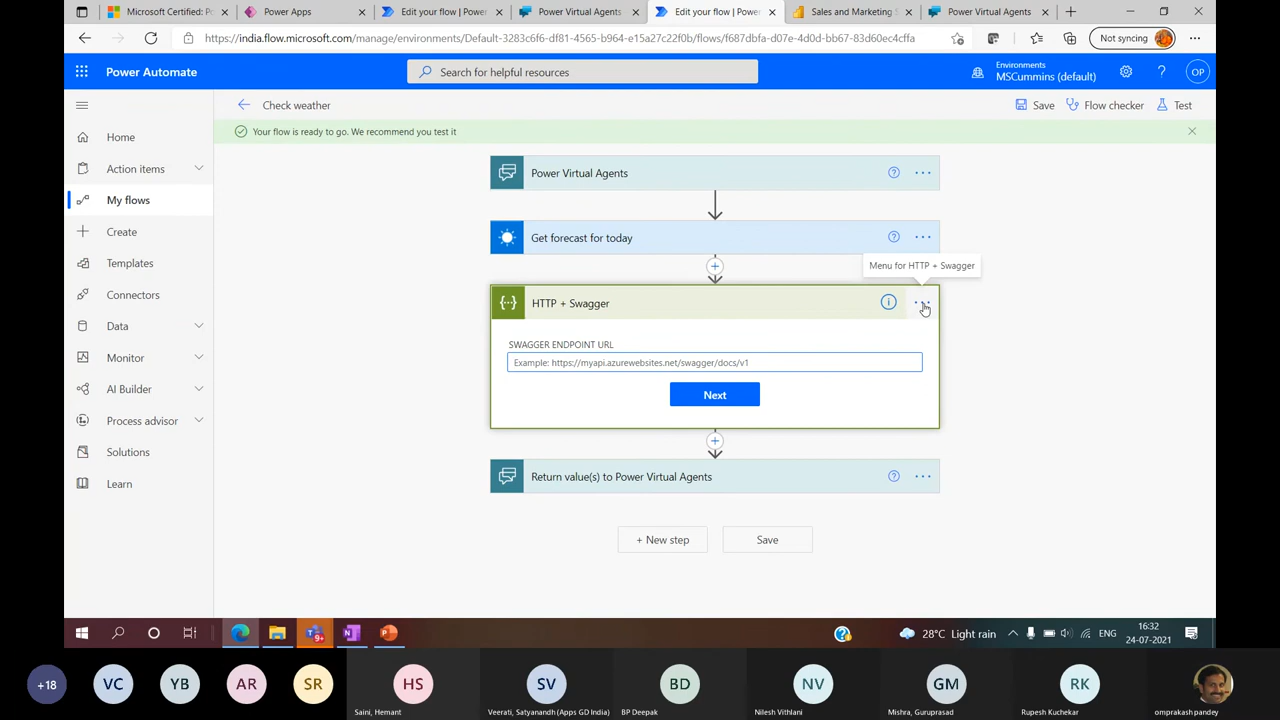 Microsoft Certified: Po
Power Apps
Edit your flow | Power
Power Virtual Agents
Edit your flow | Power
Sales and Marketing S
Power Virtual Agents
https://india.flow.microsoft.com/manage/environments/Default-3283c6f6-df81-4565-b964-e15a27c22f0b/flows/f687dbfa-d07e-4d0d-bb67-83d60ec4cffa
Not syncing
Power Automate
Search for helpful resources
Environments
MSCummins (default)
OP
Check weather
Save
Flow checker
Test
Your flow is ready to go. We recommend you test it
Home
Action items
My flows
Create
Templates
Connectors
Data
Monitor
AI Builder
Process advisor
Solutions
Learn
Power Virtual Agents
Get forecast for today
Menu for HTTP + Swagger
HTTP + Swagger
SWAGGER ENDPOINT URL
Example: https://myapi.azurewebsites.net/swagger/docs/v1
Next
Return value(s) to Power Virtual Agents
+ New step
Save
9+
28°C Light rain
ENG
16:32
24-07-2021
+18
VC
YB
AR
SR
HS
SV
BD
NV
GM
RK
Saini, Hemant
Veerati, Satyanandh (Apps GD India)
BP Deepak
Nilesh Vithlani
Mishra, Guruprasad
Rupesh Kuchekar
omprakash pandey